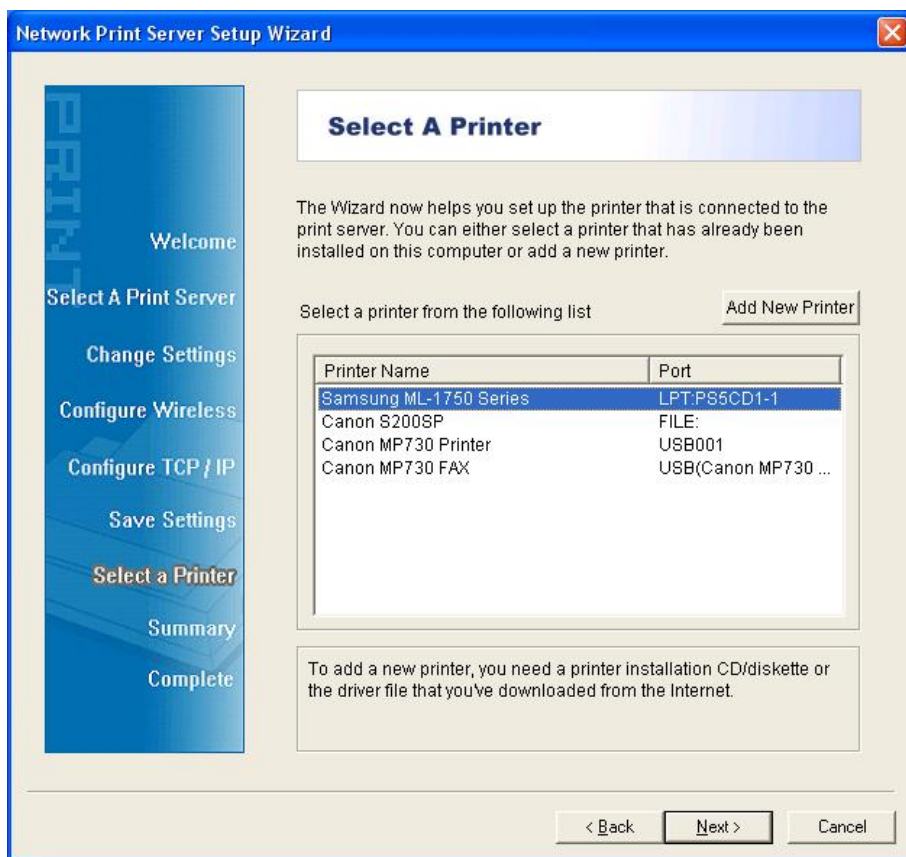 Network Print Server Setup Wizard
PRINT
Welcome
Select A Print Server
Change Settings
Configure Wireless
Configure TCP / IP
Save Settings
Select a Printer
Summary
Complete
Select A Printer
The Wizard now helps you set up the printer that is connected to the
print server. You can either select a printer that has already been
installed on this computer or add a new printer.
Select a printer from the following list
Add New Printer
Printer Name Port
Samsung ML-1750 Series LPT:PS5CD1-1
Canon S200SP FILE:
Canon MP730 Printer USB001
Canon MP730 FAX USB(Canon MP730 ...
To add a new printer, you need a printer installation CD/diskette or
the driver file that you've downloaded from the Internet.
< Back Next > Cancel